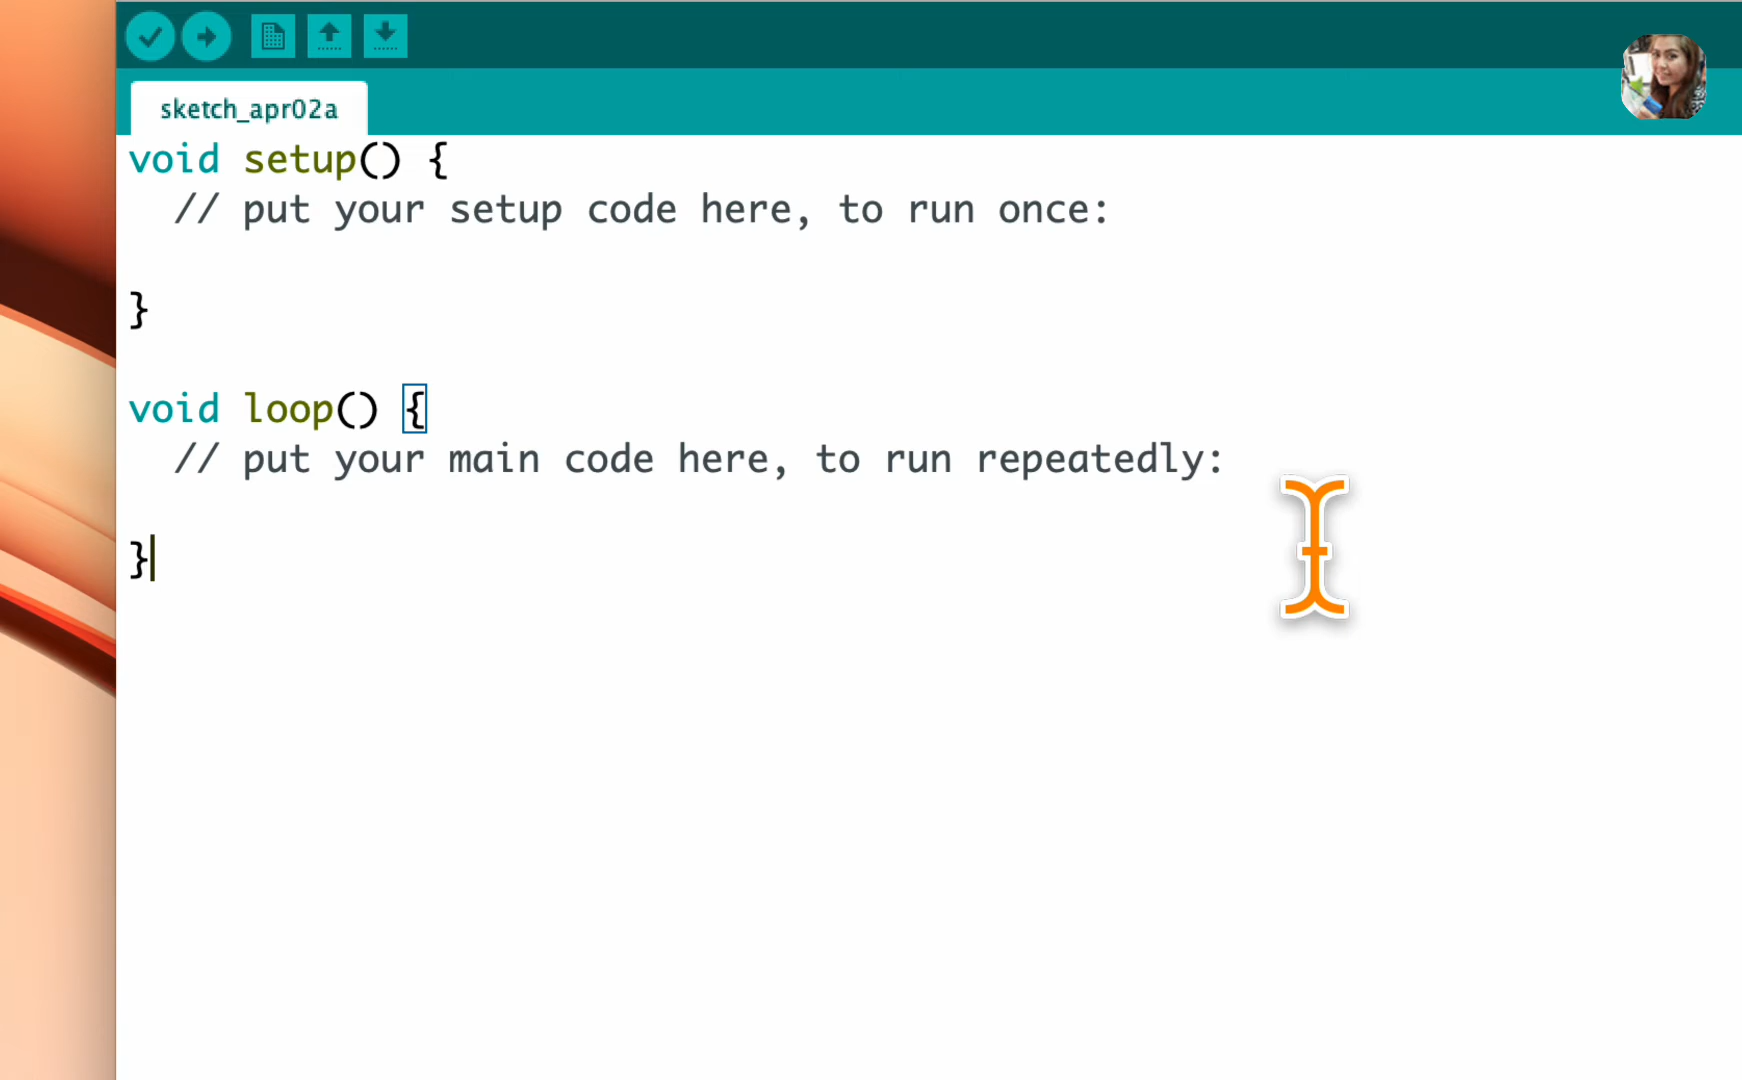 sketch_apr02a
void setup() {
  // put your setup code here, to run once:
}
void loop() {
  // put your main code here, to run repeatedly:
}